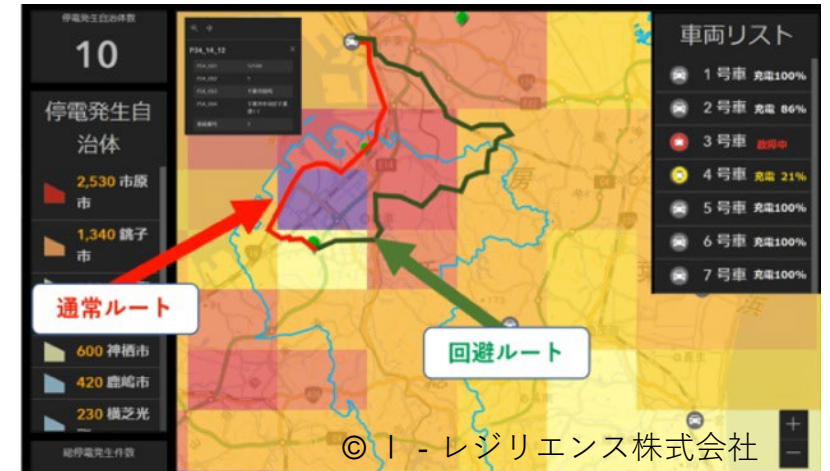 停電発生自治体数
10
停電発生自
治体
2,530 市原
市
1,340 銚子
市
600 神栖市
420 鹿嶋市
230 横芝光
総停電発生件数
P34_14_12
通常ルート
回避ルート
車両リスト
1号車 充電100%
2号車 充電 86%
3号車 故障中
4号車 充電 21%
5号車 充電100%
6号車 充電100%
7号車 充電100%
© I - レジリエンス株式会社